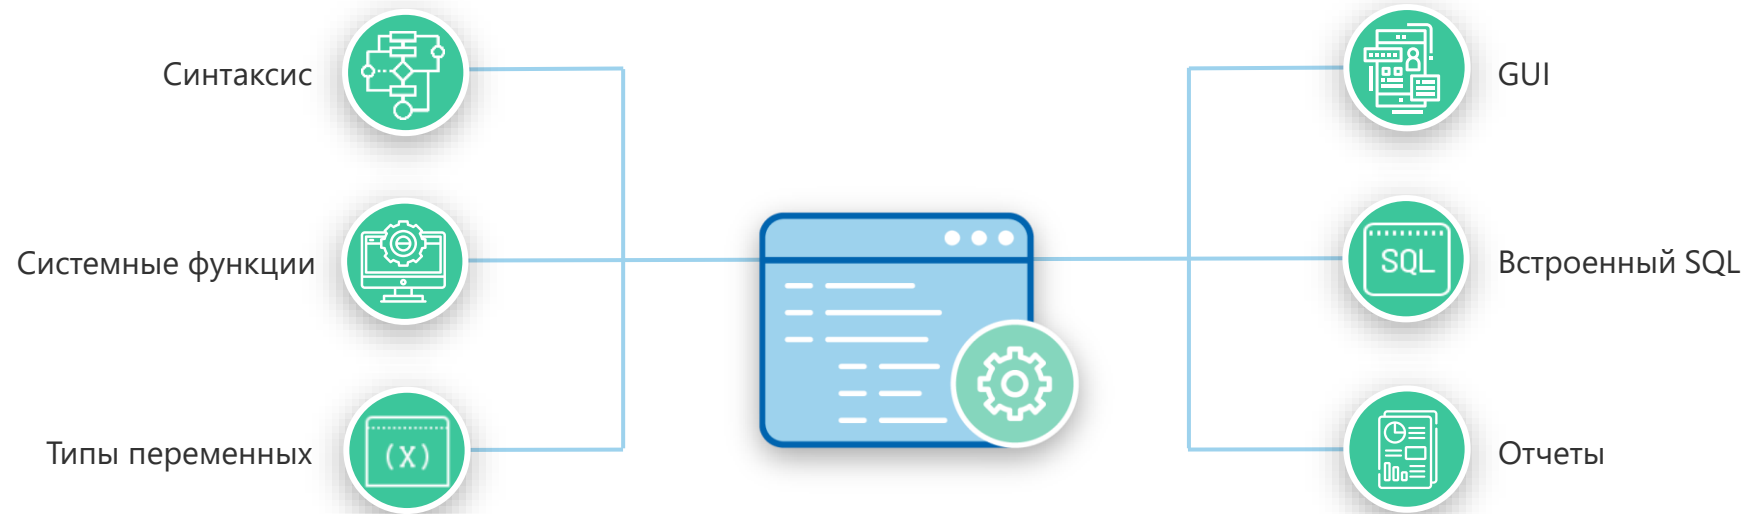 Синтаксис
Системные функции
Типы переменных
(X)
GUI
SQL
Встроенный SQL
Отчеты